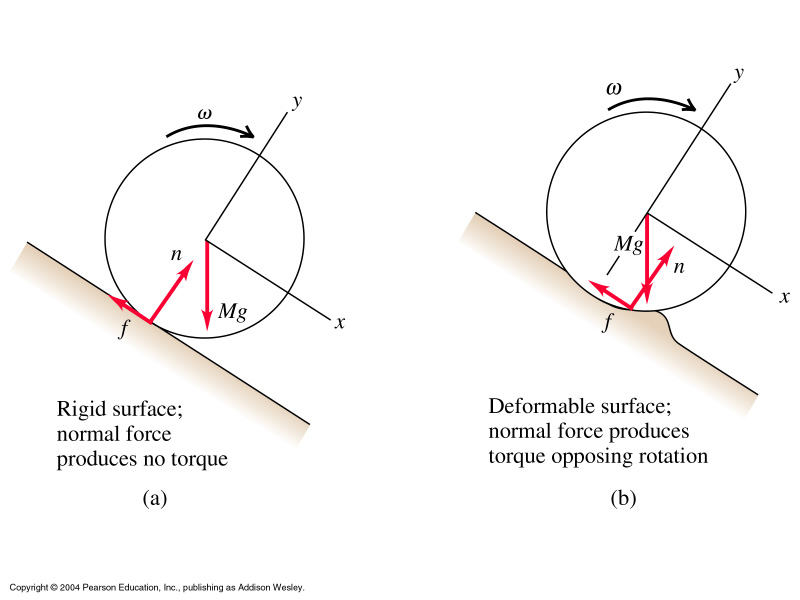 ω
y
n
Mg
f
x
Rigid surface;
normal force
produces no torque
(a)
ω
y
Mg
n
f
x
Deformable surface;
normal force produces
torque opposing rotation
(b)
Copyright © 2004 Pearson Education, Inc., publishing as Addison Wesley.